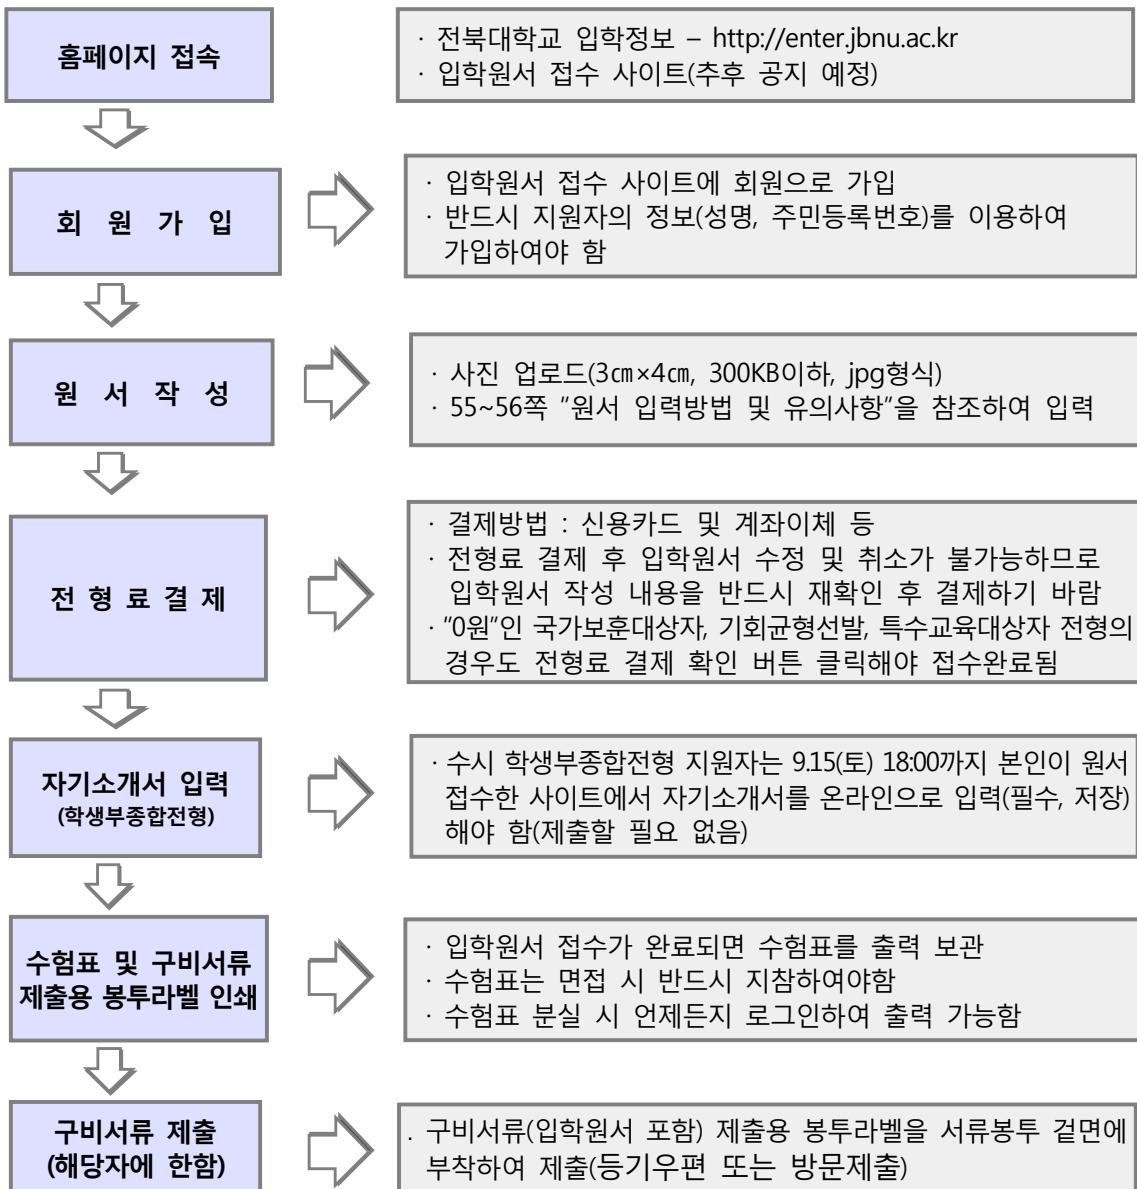 홈페이지 접속
· 전북대학교 입학정보 – http://enter.jbnu.ac.kr
· 입학원서 접수 사이트(추후 공지 예정)
회 원 가 입
· 입학원서 접수 사이트에 회원으로 가입
· 반드시 지원자의 정보(성명, 주민등록번호)를 이용하여
가입하여야 함
원 서 작 성
· 사진 업로드(3㎝×4㎝, 300KB이하, jpg형식)
· 55~56쪽 "원서 입력방법 및 유의사항"을 참조하여 입력
전 형 료 결 제
· 결제방법 : 신용카드 및 계좌이체 등
· 전형료 결제 후 입학원서 수정 및 취소가 불가능하므로
입학원서 작성 내용을 반드시 재확인 후 결제하기 바람
· "0원"인 국가보훈대상자, 기회균형선발, 특수교육대상자 전형의
경우도 전형료 결제 확인 버튼 클릭해야 접수완료됨
자기소개서 입력
(학생부종합전형)
· 수시 학생부종합전형 지원자는 9.15(토) 18:00까지 본인이 원서
접수한 사이트에서 자기소개서를 온라인으로 입력(필수, 저장)
해야 함(제출할 필요 없음)
수험표 및 구비서류
제출용 봉투라벨 인쇄
· 입학원서 접수가 완료되면 수험표를 출력 보관
· 수험표는 면접 시 반드시 지참하여야함
· 수험표 분실 시 언제든지 로그인하여 출력 가능함
구비서류 제출
(해당자에 한함)
. 구비서류(입학원서 포함) 제출용 봉투라벨을 서류봉투 겉면에
부착하여 제출(등기우편 또는 방문제출)